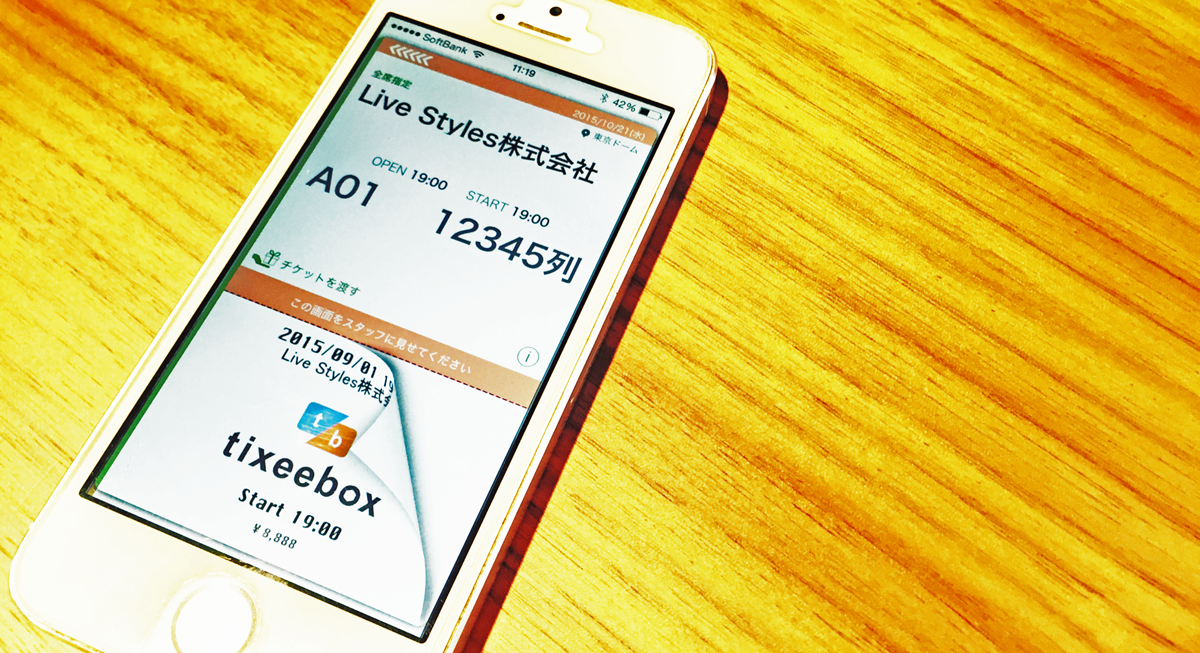 SoftBank 11:19 42%
2015/10/21(水)
全席指定
東京ドーム
Live Styles株式会社
OPEN 19:00 START 19:00
A01 12345列
チケットを渡す
この画面をスタッフに見せてください
i
2015/09/01 19
Live Styles株式会
t b
tixeebox
Start 19:00
¥8,888